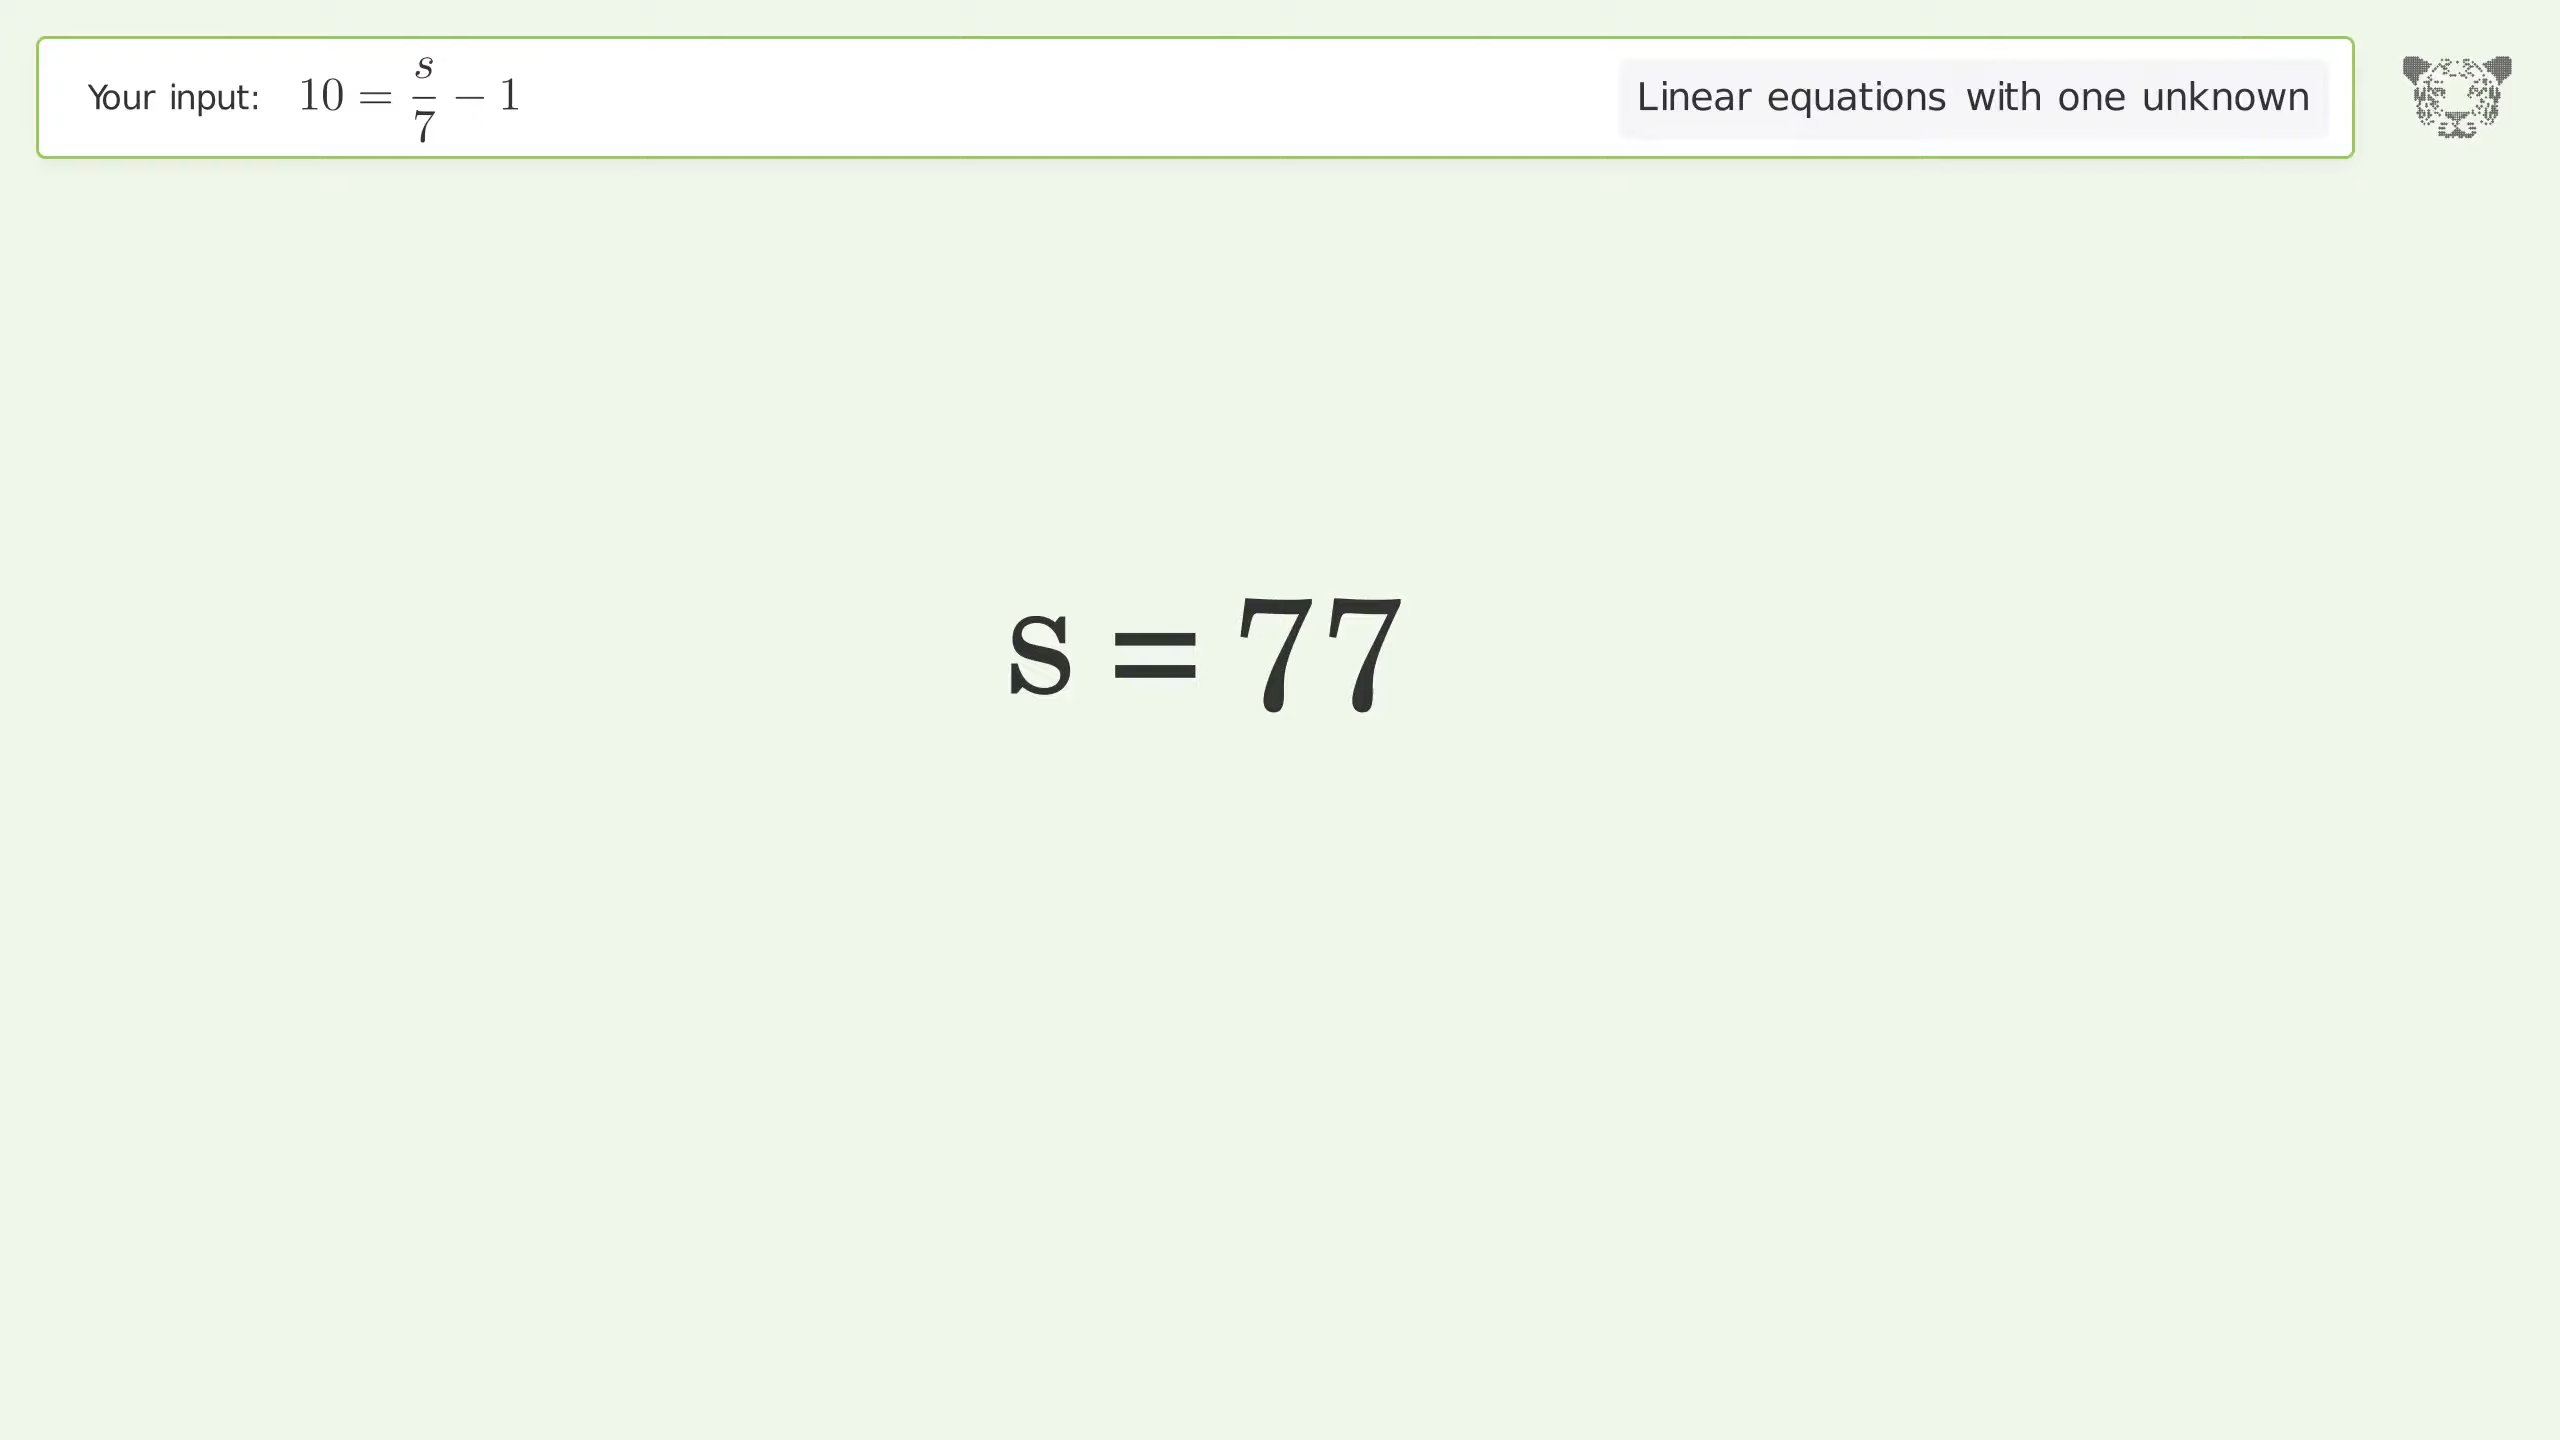 Your input: 10 = s/7 − 1
Linear equations with one unknown
s = 77